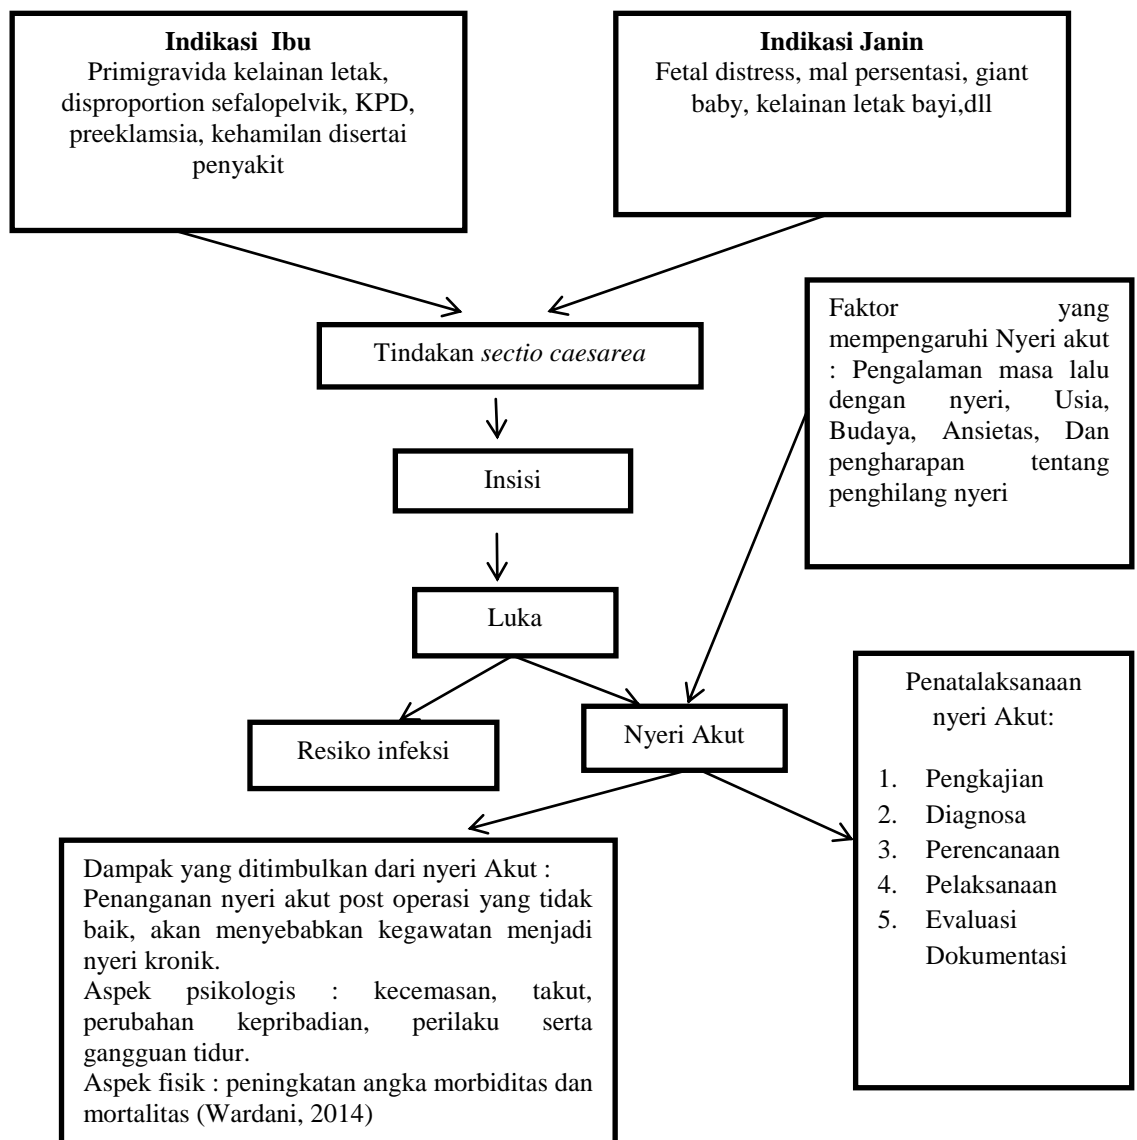 Indikasi Ibu
Primigravida kelainan letak,
disproportion sefalopelvik, KPD,
preeklamsia, kehamilan disertai
penyakit
Indikasi Janin
Fetal distress, mal persentasi, giant
baby, kelainan letak bayi,dll
Tindakan sectio caesarea
Faktor yang
mempengaruhi Nyeri akut
: Pengalaman masa lalu
dengan nyeri, Usia,
Budaya, Ansietas, Dan
pengharapan tentang
penghilang nyeri
Insisi
Luka
Resiko infeksi
Nyeri Akut
Penatalaksanaan
nyeri Akut:
1. Pengkajian
2. Diagnosa
3. Perencanaan
4. Pelaksanaan
5. Evaluasi
Dokumentasi
Dampak yang ditimbulkan dari nyeri Akut :
Penanganan nyeri akut post operasi yang tidak
baik, akan menyebabkan kegawatan menjadi
nyeri kronik.
Aspek psikologis : kecemasan, takut,
perubahan kepribadian, perilaku serta
gangguan tidur.
Aspek fisik : peningkatan angka morbiditas dan
mortalitas (Wardani, 2014)